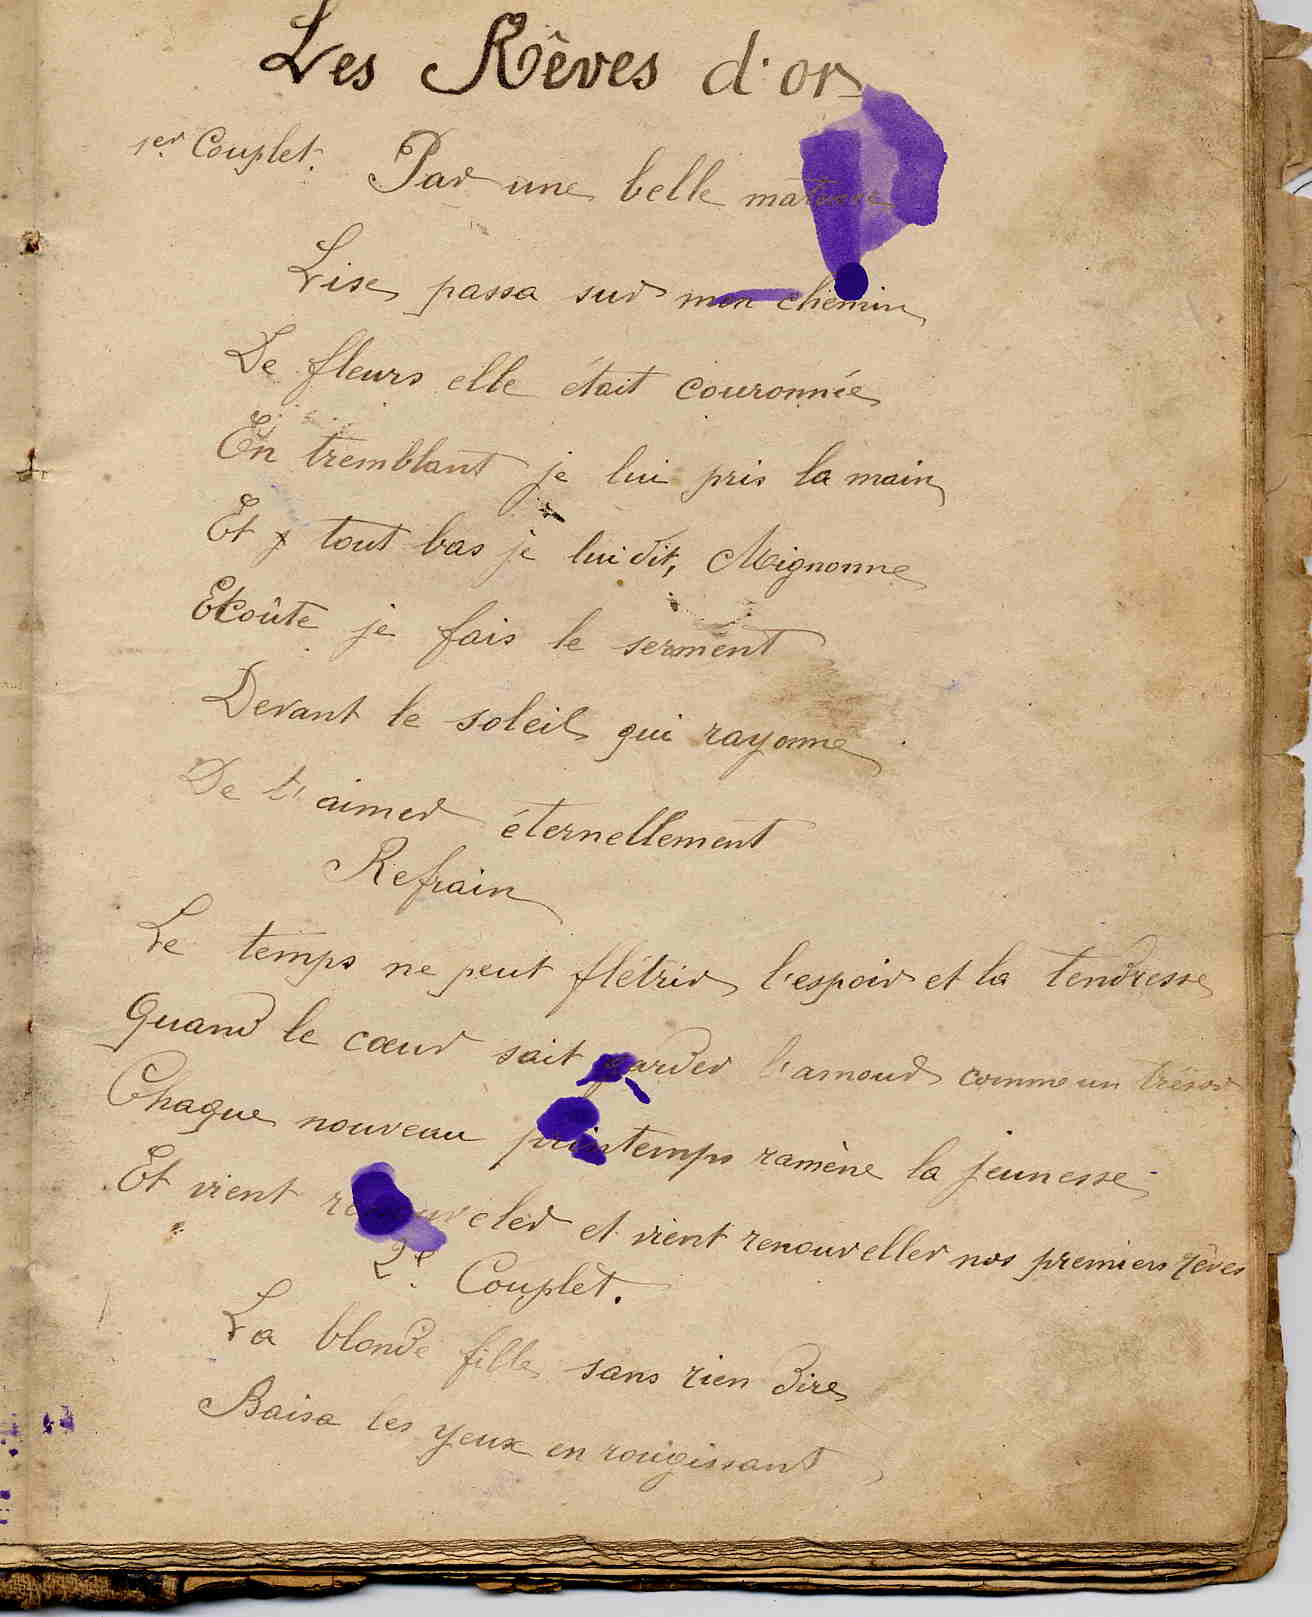 Les Rêves d'or
1er Couplet. Par une belle matinée
Lise passa sur mon chemin
De fleurs elle était couronnée
En tremblant je lui pris la main
Et tout bas je lui dit, Mignonne
Ecoûte je fais le serment
Devant le soleil qui rayonne
De t'aimer éternellement
Refrain
Le temps ne peut flétrir l'espoir et la tendresse
Quand le cœur sait garder l'amour comme un trésor
Chaque nouveau printemps ramène la jeunesse
Et vient renouveler et vient renouveller nos premiers rêves
2e. Couplet.
La blonde fille sans rien dire
Baisa les yeux en rougissant